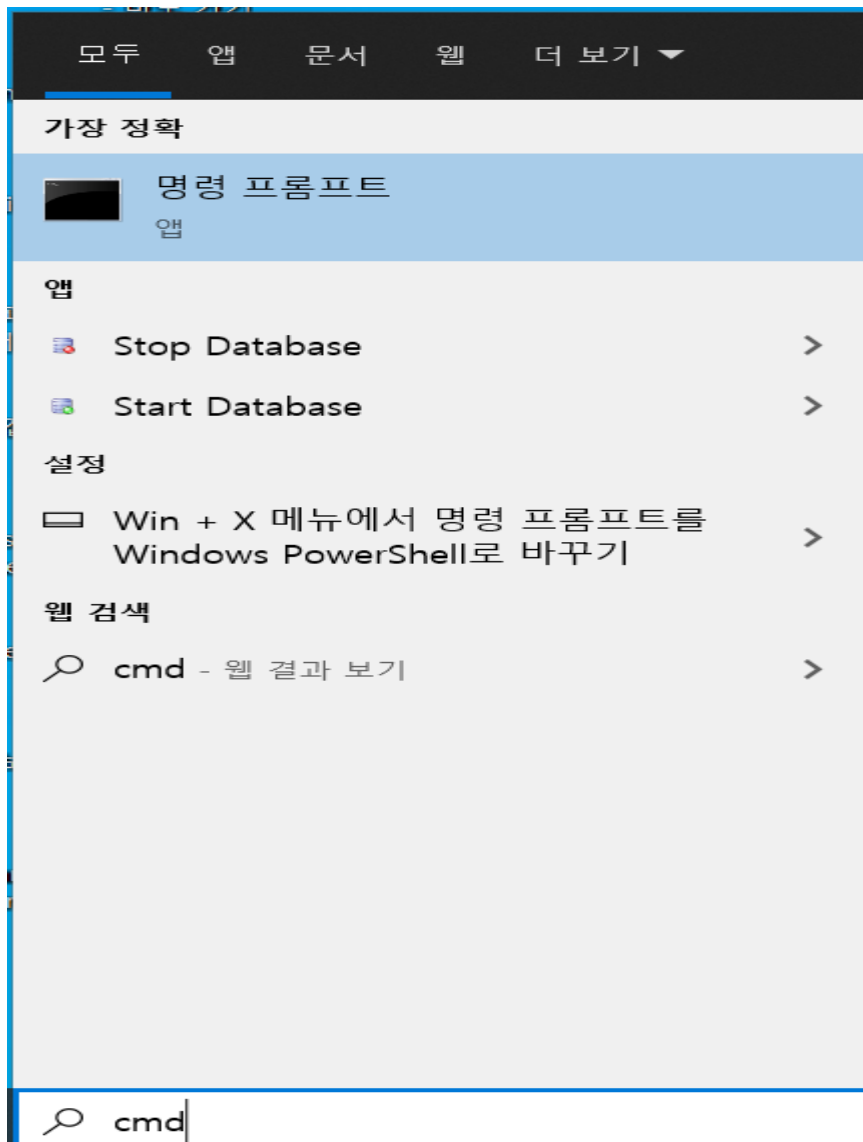 모두 앱 문서 웹 더 보기
가장 정확
명령 프롬프트
앱
앱
Stop Database
Start Database
설정
Win + X 메뉴에서 명령 프롬프트를
Windows PowerShell로 바꾸기
웹 검색
cmd - 웹 결과 보기
cmd